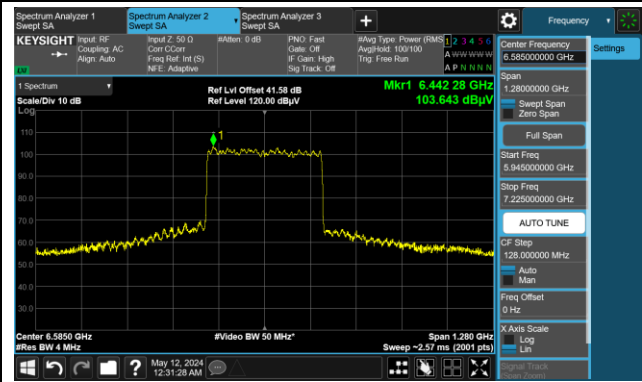 Spectrum Analyzer 1
Swept SA
Spectrum Analyzer 2
Swept SA
Spectrum Analyzer 3
Swept SA
+
Frequency
KEYSIGHT
Input: RF
Coupling: AC
Align: Auto
Input Z: 50 Ω
Corr CCorr
Freq Ref: Int (S)
NFE: Adaptive
#Atten: 0 dB
PNO: Fast
Gate: Off
IF Gain: High
Sig Track: Off
#Avg Type: Power (RMS
Avg|Hold: 100/100
Trig: Free Run
1 2 3 4 5 6
A W W W W W
A P N N N N
LXI
1 Spectrum
Scale/Div 10 dB
Log
Ref Lvl Offset 41.58 dB
Ref Level 120.00 dBµV
Mkr1 6.442 28 GHz
103.643 dBµV
110
100
90.0
80.0
70.0
60.0
50.0
40.0
30.0
1
Center 6.5850 GHz
#Res BW 4 MHz
#Video BW 50 MHz*
Span 1.280 GHz
Sweep ~2.57 ms (2001 pts)
Center Frequency
6.585000000 GHz
Span
1.28000000 GHz
Swept Span
Zero Span
Full Span
Start Freq
5.945000000 GHz
Stop Freq
7.225000000 GHz
AUTO TUNE
CF Step
128.000000 MHz
Auto
Man
Freq Offset
0 Hz
X Axis Scale
Log
Lin
Signal Track
(Span Zoom)
Settings
?
May 12, 2024
12:31:28 AM